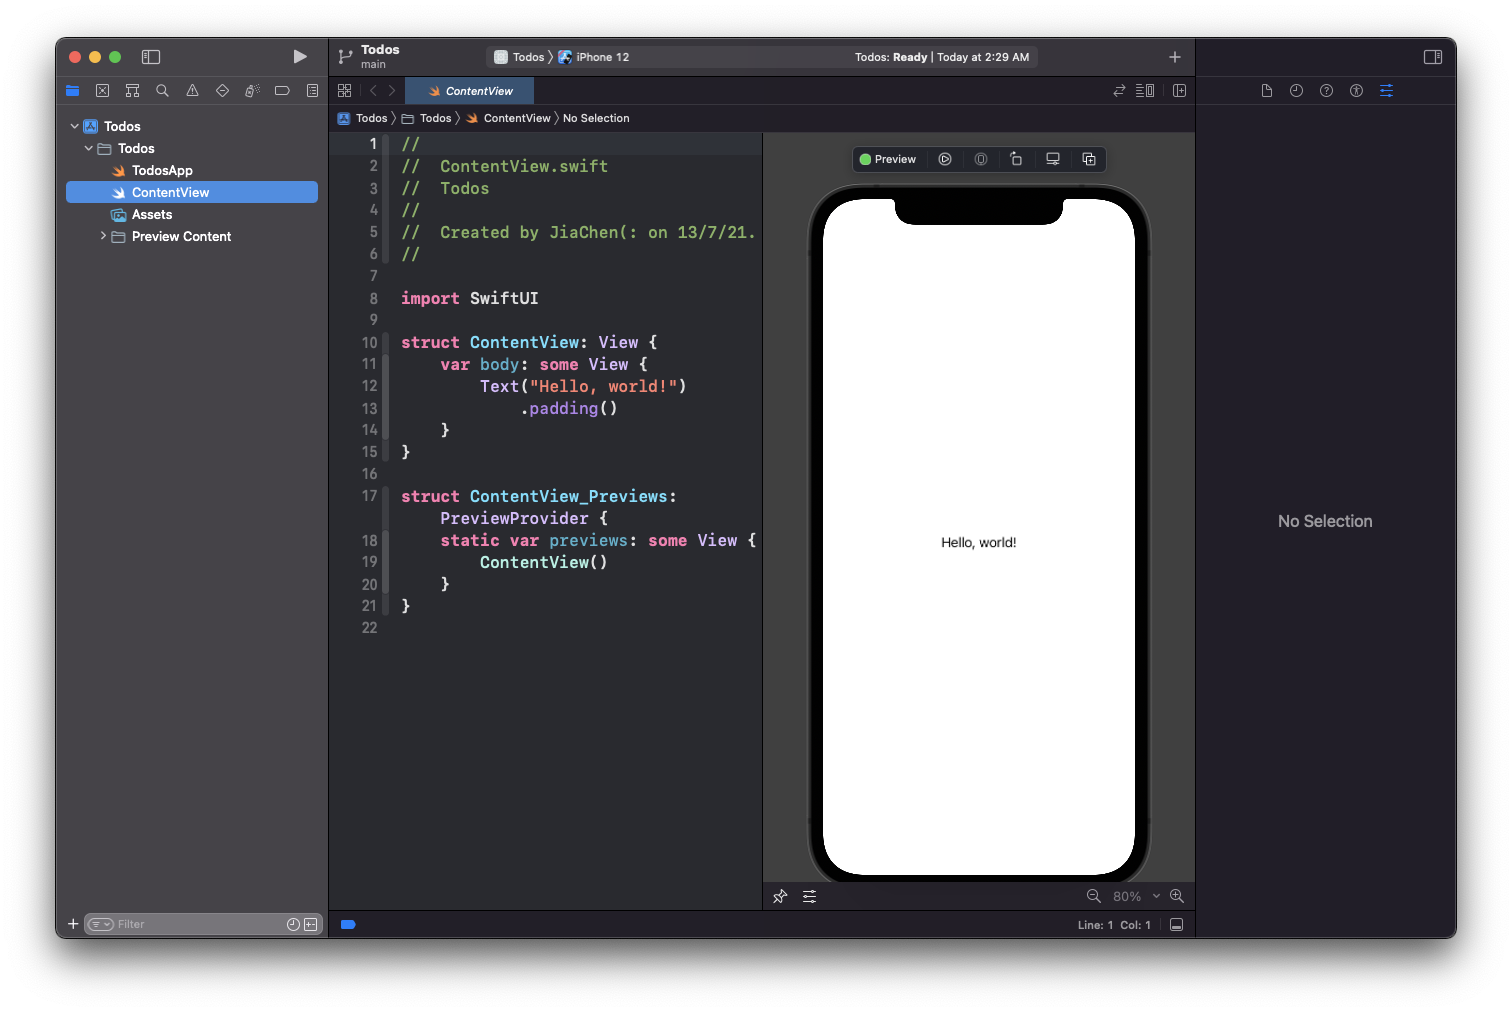 Todos
main
Todos
iPhone 12
Todos: Ready | Today at 2:29 AM
ContentView
Todos
Todos
ContentView
No Selection
Todos
Todos
TodosApp
ContentView
Assets
Preview Content
1 //
2 //  ContentView.swift
3 //  Todos
4 //
5 //  Created by JiaChen(: on 13/7/21.
6 //
7
8 import SwiftUI
9
10 struct ContentView: View {
11     var body: some View {
12         Text("Hello, world!")
13             .padding()
14     }
15 }
16
17 struct ContentView_Previews:
    PreviewProvider {
18     static var previews: some View {
19         ContentView()
20     }
21 }
22
Preview
Hello, world!
No Selection
80%
Filter
Line: 1  Col: 1